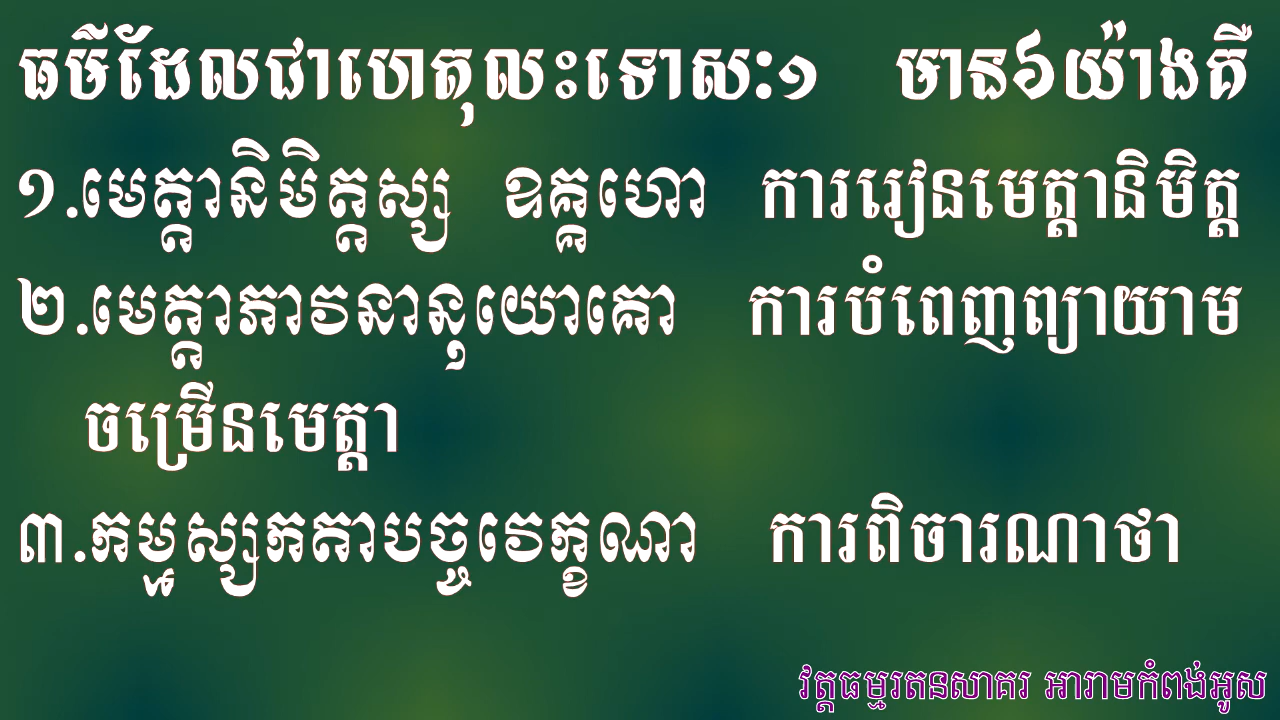 ធម៌ដែលជាហេតុលះទោសៈ១ មាន៦យ៉ាងគឺ
១.មេត្តានិមិត្តស្ស ឧគ្គហោ ការរៀនមេត្តានិមិត្ត
២.មេត្តាភាវនានុយោគោ ការបំពេញព្យាយាម
ចម្រើនមេត្តា
៣.កម្មស្សកតាបច្ចវេក្ខណា ការពិចារណាថា
វត្តធម្មរតនសាគរ អារាមកំពង់អួស